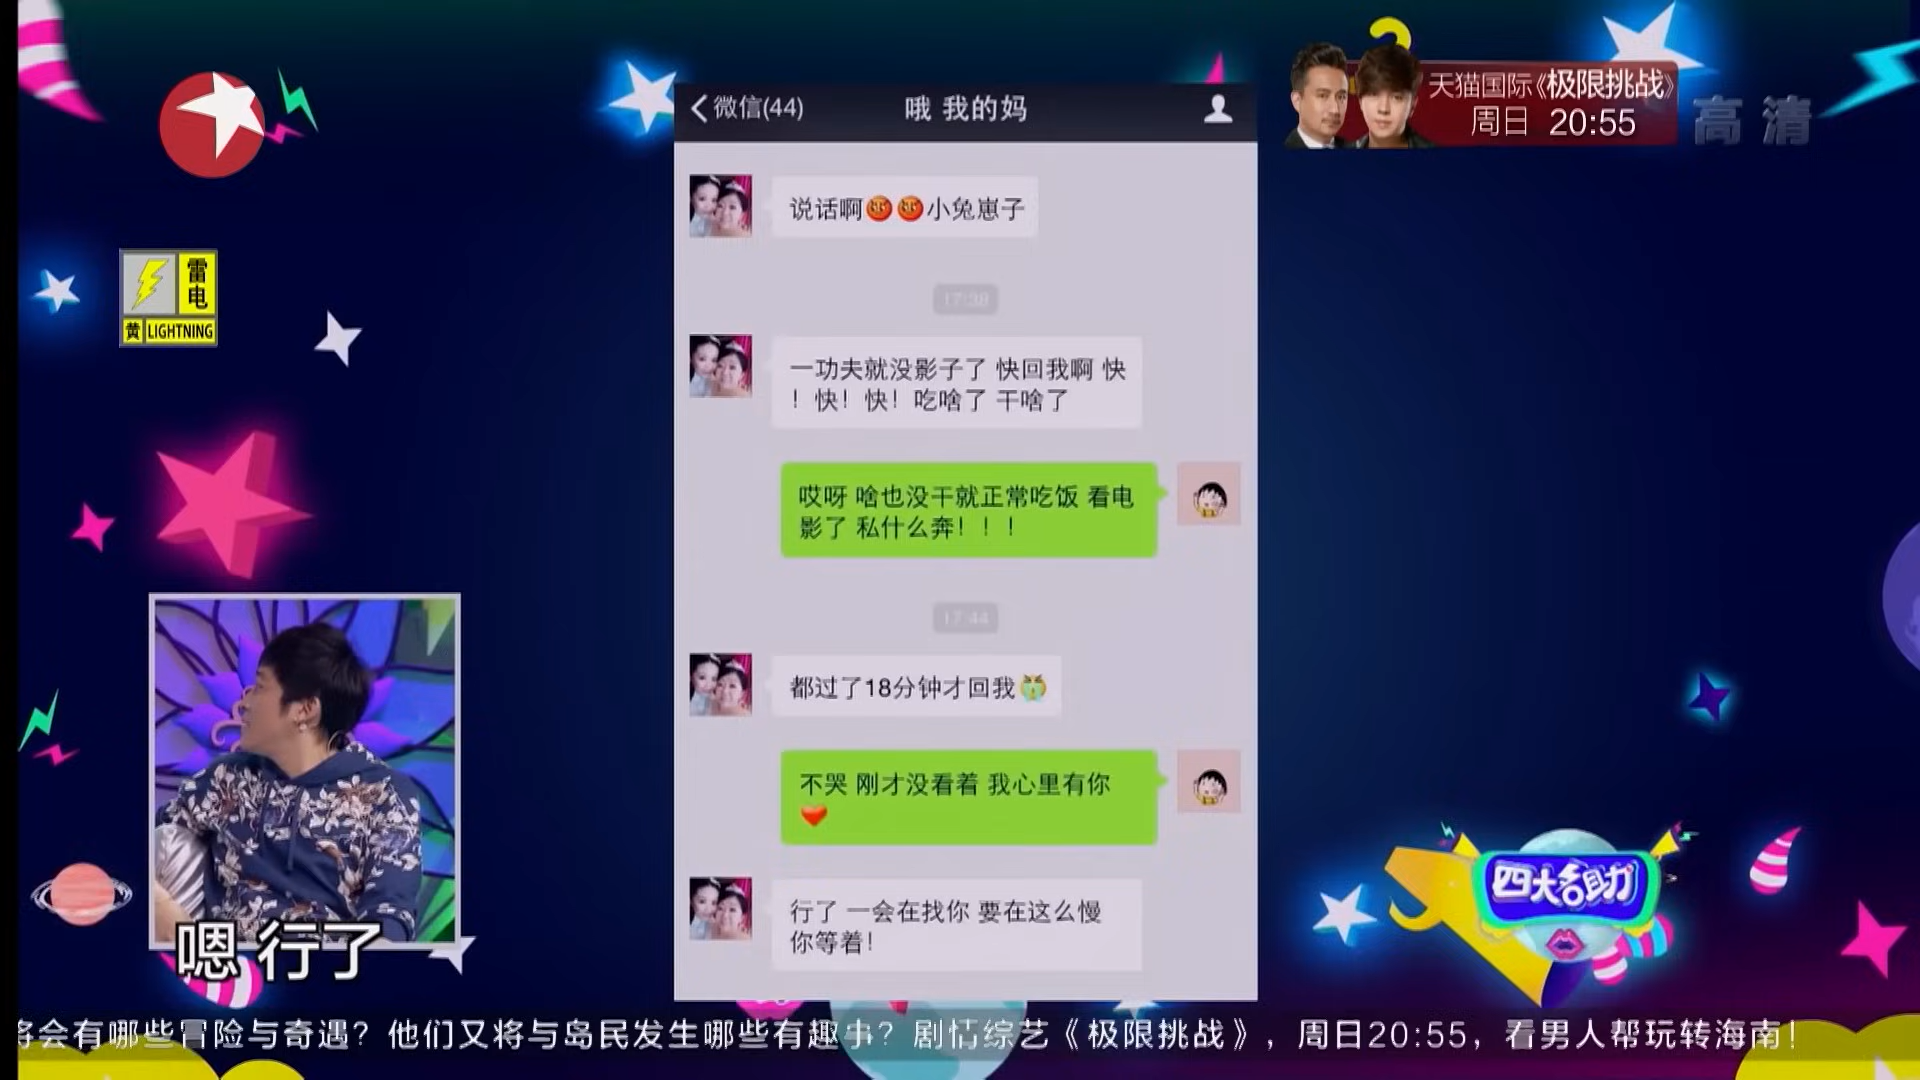 天猫国际《极限挑战》
周日 20:55
高清
微信(44)
哦 我的妈
雷电
黄 LIGHTNING
说话啊😡😡小兔崽子
17:38
一功夫就没影子了 快回我啊 快
！快！快！吃啥了 干啥了
哎呀 啥也没干就正常吃饭 看电
影了 私什么奔！！！
17:44
都过了18分钟才回我😭
不哭 刚才没看着 我心里有你
❤️
行了 一会在找你 要在这么慢
你等着！
四大名助
嗯 行了
将会有哪些冒险与奇遇？他们又将与岛民发生哪些有趣事？剧情综艺《极限挑战》，周日20:55，看男人帮玩转海南！